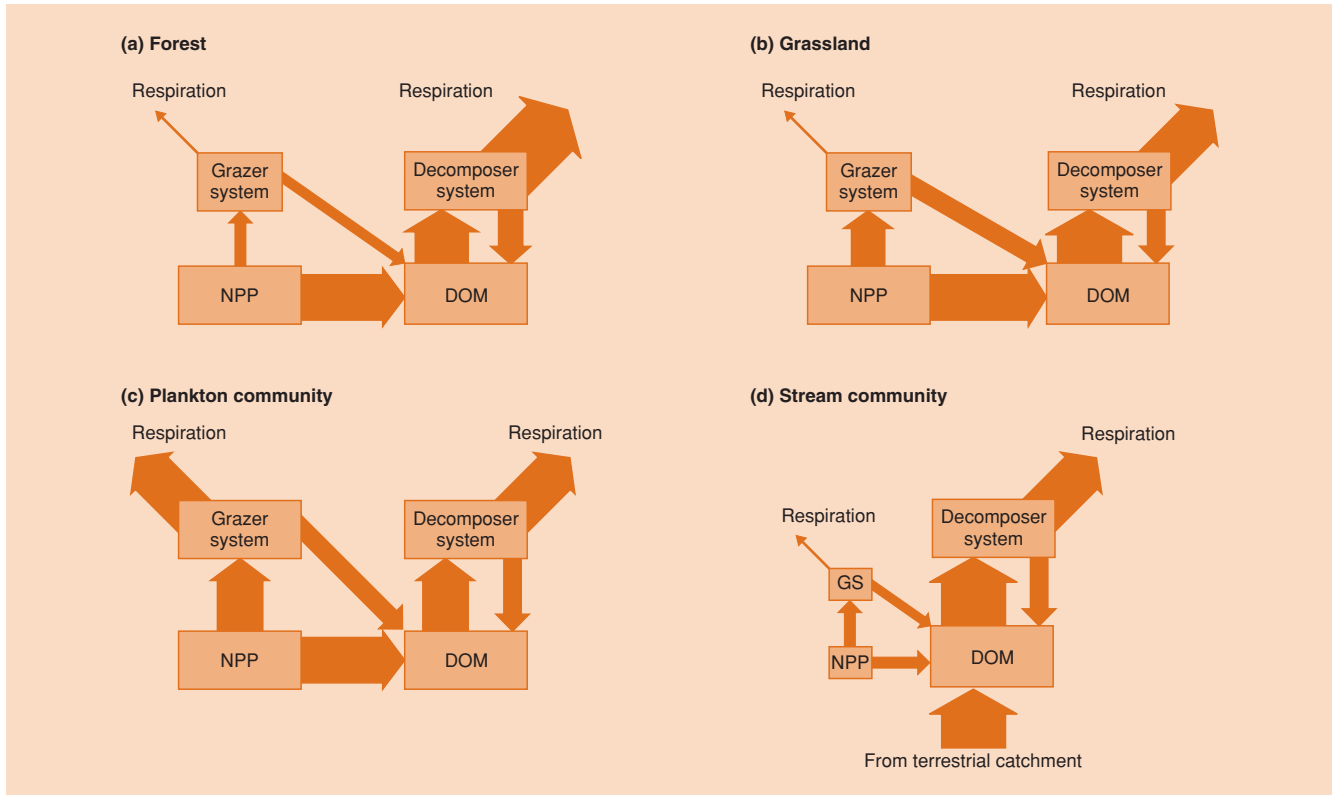 (a) Forest
Respiration
Respiration
Grazer
system
Decomposer
system
NPP
DOM
(b) Grassland
Respiration
Respiration
Grazer
system
Decomposer
system
NPP
DOM
(c) Plankton community
Respiration
Respiration
Grazer
system
Decomposer
system
NPP
DOM
(d) Stream community
Respiration
Respiration
Decomposer
system
GS
NPP
DOM
From terrestrial catchment